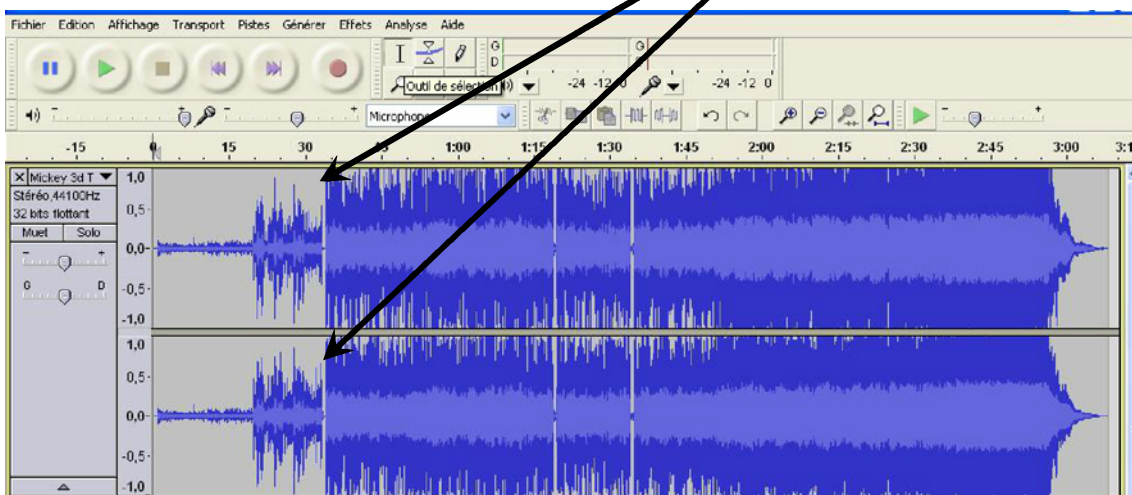 Fichier Edition Affichage Transport Pistes Générer Effets Analyse Aide
G
D
G
-24 -12 0
-24 -12 0
Outil de sélection
Microphone
-15 0 15 30 45 1:00 1:15 1:30 1:45 2:00 2:15 2:30 2:45 3:00 3:1
X Mickey 3d T
Stéréo,44100Hz
32 bits flottant
Muet Solo
- +
G D
1,0
0,5
0,0
-0,5
-1,0
1,0
0,5
0,0
-0,5
-1,0